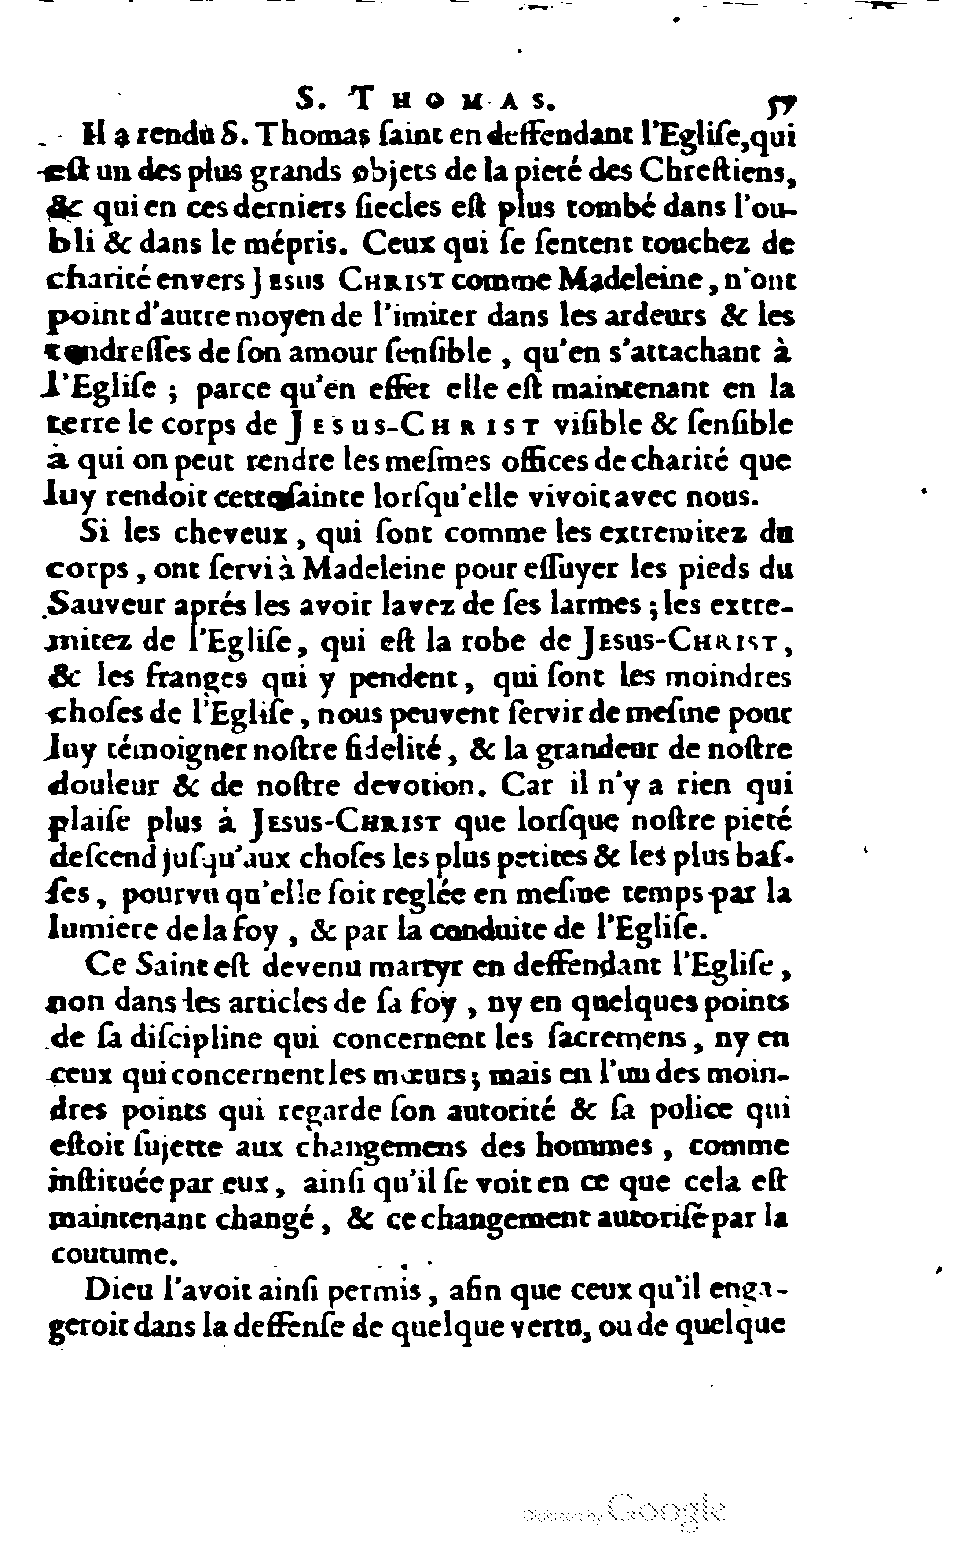 S. THOMAS. 57
Il a rendu S. Thomas ſaint en deffendant l'Egliſe, qui
eſt un des plus grands objets de la pieté des Chreſtiens,
& qui en ces derniers ſiecles eſt plus tombé dans l'ou-
bli & dans le mépris. Ceux qui ſe ſentent touchez de
charité envers JESUS CHRIST comme Madeleine, n'ont
point d'autre moyen de l'imiter dans les ardeurs & les
tendreſſes de ſon amour ſenſible, qu'en s'attachant à
l'Egliſe ; parce qu'en effet elle eſt maintenant en la
terre le corps de JESUS-CHRIST viſible & ſenſible
à qui on peut rendre les meſmes offices de charité que
luy rendoit cette ſainte lorſqu'elle vivoit avec nous.
Si les cheveux, qui ſont comme les extremitez du
corps, ont ſervi à Madeleine pour eſſuyer les pieds du
Sauveur aprés les avoir lavez de ſes larmes ; les extre-
mitez de l'Egliſe, qui eſt la robe de JESUS-CHRIST,
& les franges qui y pendent, qui ſont les moindres
choſes de l'Egliſe, nous peuvent ſervir de meſme pour
luy témoigner noſtre fidelité, & la grandeur de noſtre
douleur & de noſtre devotion. Car il n'y a rien qui
plaiſe plus à JESUS-CHRIST que lorſque noſtre pieté
deſcend juſqu'aux choſes les plus petites & les plus baſ-
ſes, pourvu qu'elle ſoit reglée en meſme temps par la
lumiere de la foy, & par la conduite de l'Egliſe.
Ce Saint eſt devenu martyr en deffendant l'Egliſe,
non dans les articles de ſa foy, ny en quelques points
de ſa diſcipline qui concernent les ſacremens, ny en
ceux qui concernent les mœurs ; mais en l'un des moin-
dres points qui regarde ſon autorité & ſa police qui
eſtoit ſujette aux changemens des hommes, comme
inſtituée par eux, ainſi qu'il ſe voit en ce que cela eſt
maintenant changé, & ce changement autoriſé par la
coutume.
Dieu l'avoit ainſi permis, afin que ceux qu'il enga-
geroit dans la deffenſe de quelque vertu, ou de quelque
Digitized by Google